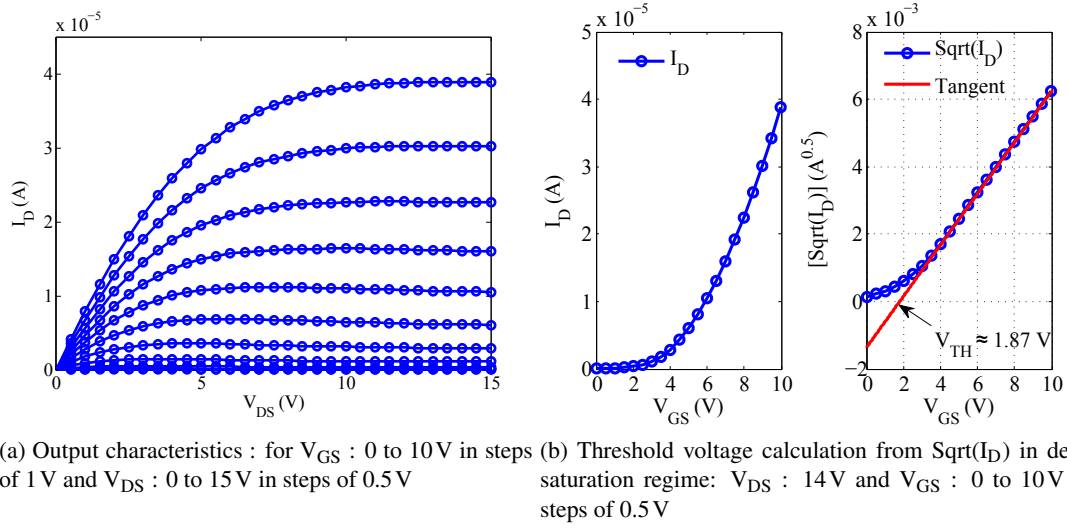 x 10⁻⁵
4
3
2
1
0
I_D (A)
0 5 10 15
V_DS (V)
x 10⁻⁵
5
4
3
2
1
0
I_D (A)
I_D
0 2 4 6 8 10
V_GS (V)
x 10⁻³
8
6
4
2
0
−2
[Sqrt(I_D)] (A^0.5)
Sqrt(I_D)
Tangent
V_TH ≈ 1.87 V
0 2 4 6 8 10
V_GS (V)
(a) Output characteristics : for V_GS : 0 to 10 V in steps
of 1 V and V_DS : 0 to 15 V in steps of 0.5 V
(b) Threshold voltage calculation from Sqrt(I_D) in de
saturation regime: V_DS : 14 V and V_GS : 0 to 10 V
steps of 0.5 V